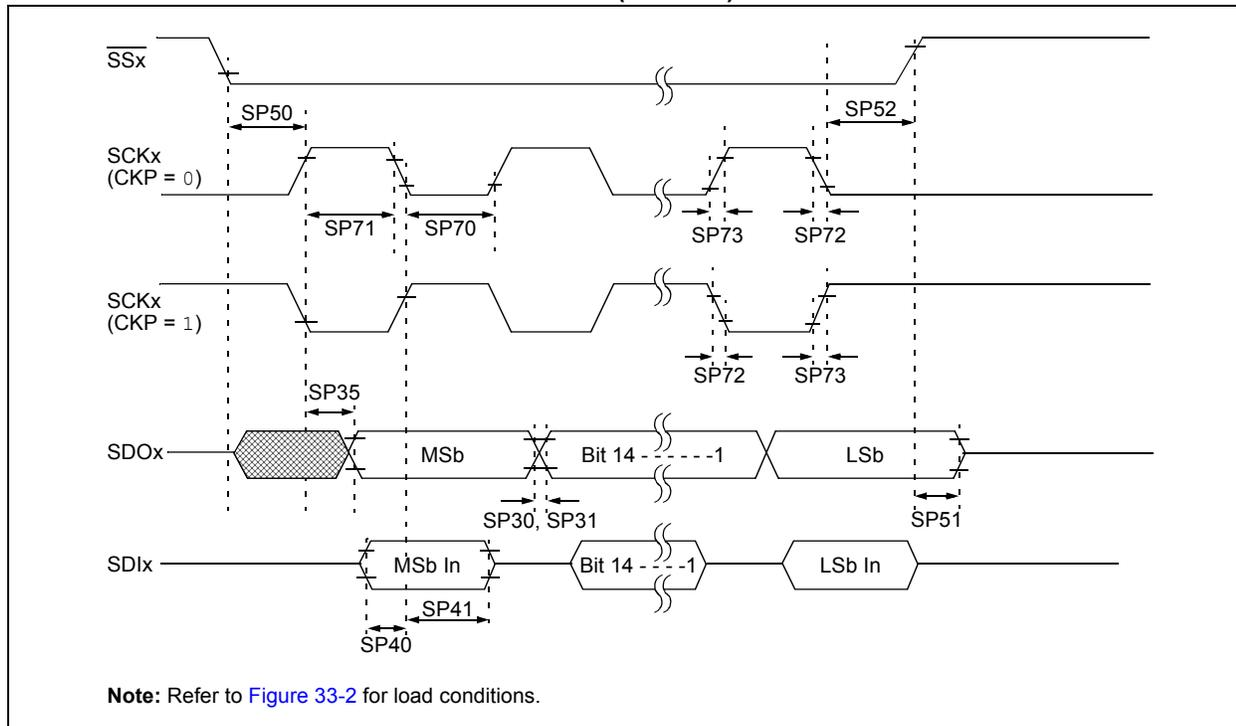 SSx
SP50
SP52
SCKx
(CKP = 0)
SP71
SP70
SP73
SP72
SCKx
(CKP = 1)
SP72
SP73
SP35
SDOx
MSb
Bit 14 - - - - - -1
LSb
SP30, SP31
SP51
SDIx
MSb In
Bit 14 - - - -1
LSb In
SP41
SP40
Note: Refer to Figure 33-2 for load conditions.